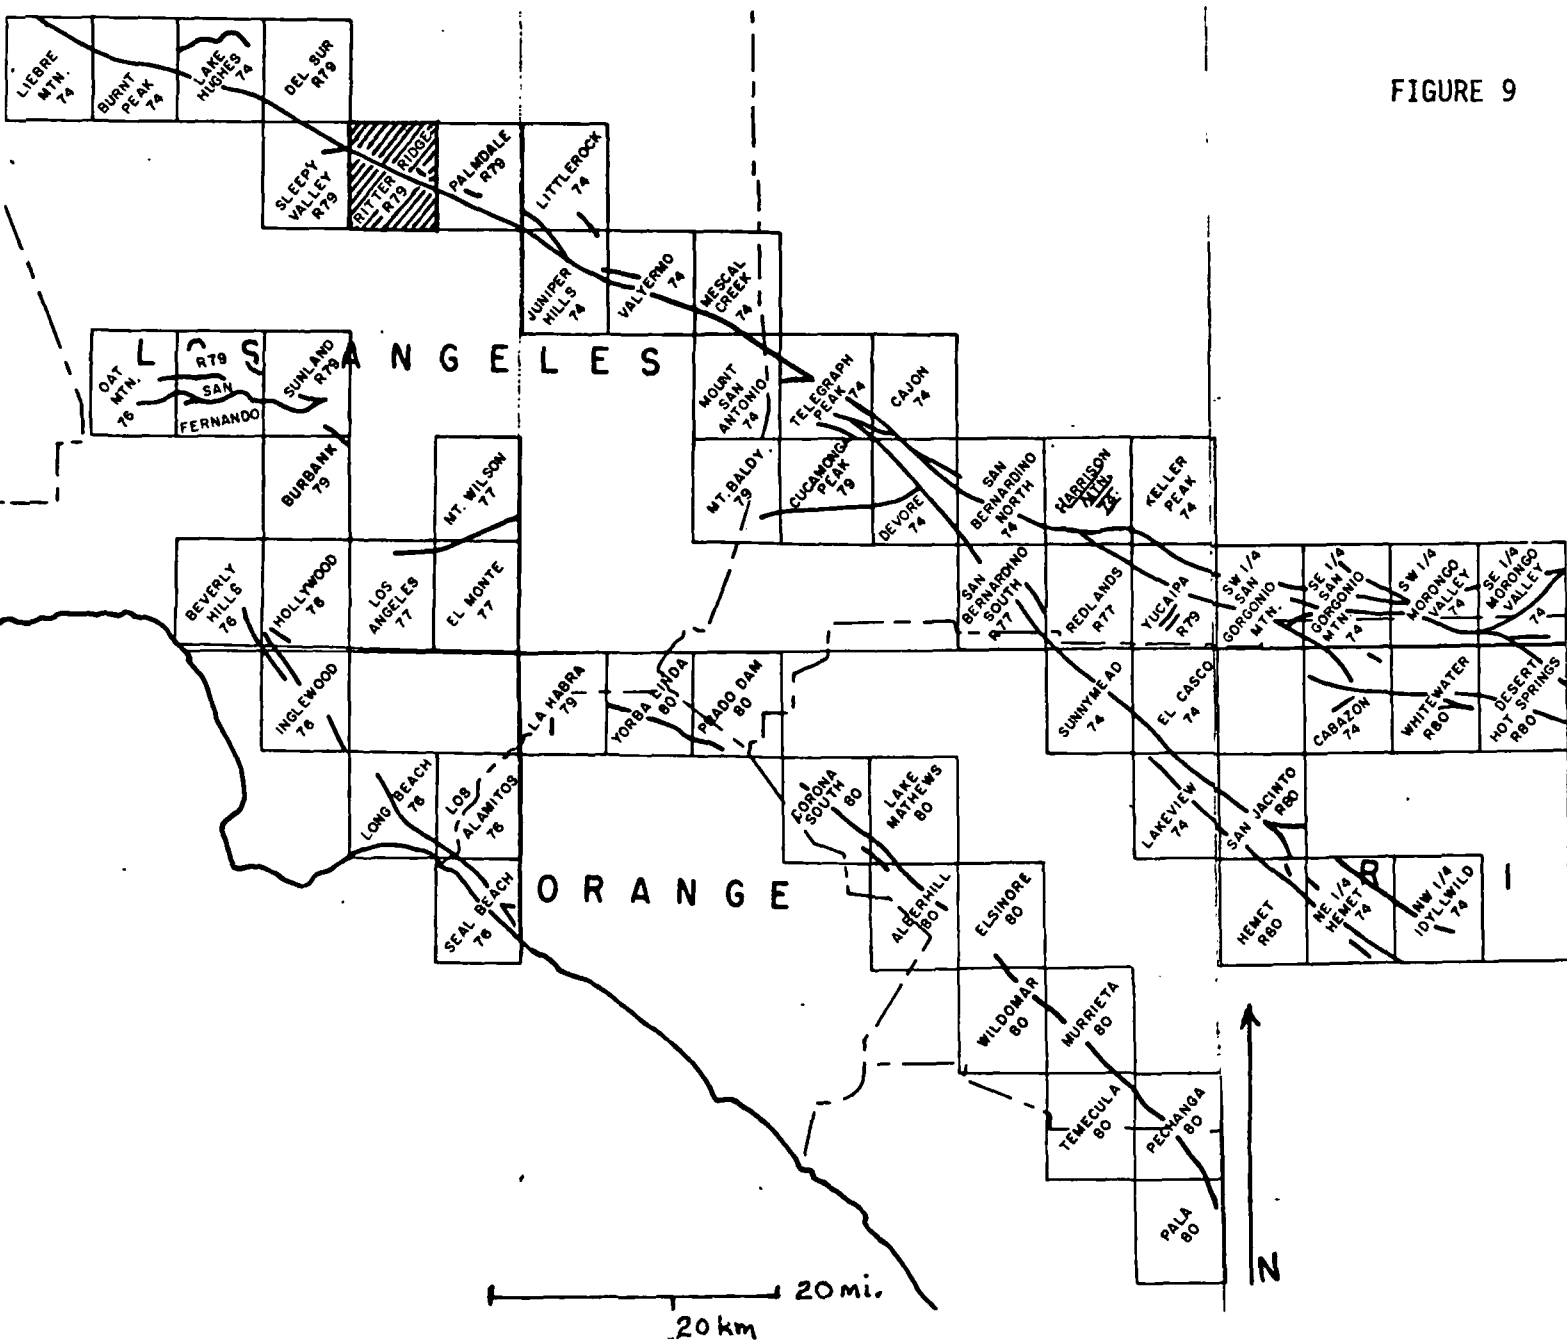 FIGURE 9
LIEBRE
MTN.
74
BURNT
PEAK
74
LAKE
HUGHES
74
DEL SUR
R79
SLEEPY
VALLEY
R79
RITTER RIDGE
R79
PALMDALE
R79
LITTLEROCK
74
JUNIPER
HILLS
74
VALYERMO
74
MESCAL
CREEK
74
LOS ANGELES
OAT
MTN.
76
R79
SAN
FERNANDO
SUNLAND
R79
MOUNT
SAN
ANTONIO
74
TELEGRAPH
PEAK
74
CAJON
74
BURBANK
79
MT. WILSON
77
MT. BALDY
79
CUCAMONGA
PEAK
79
DEVORE
74
SAN
BERNARDINO
NORTH
74
HARRISON
MTN.
74
KELLER
PEAK
74
BEVERLY
HILLS
76
HOLLYWOOD
76
LOS
ANGELES
77
EL MONTE
77
SAN
BERNARDINO
SOUTH
R77
REDLANDS
R77
YUCAIPA
R79
SW 1/4
SAN
GORGONIO
MTN.
SE 1/4
SAN
GORGONIO
MTN.
74
SW 1/4
MORONGO
VALLEY
74
SE 1/4
MORONGO
VALLEY
74
INGLEWOOD
76
LA HABRA
79
YORBA LINDA
80
PRADO DAM
80
SUNNYMEAD
74
EL CASCO
74
CABAZON
74
WHITEWATER
R80
DESERT
HOT SPRINGS
R80
LONG BEACH
76
LOS
ALAMITOS
76
CORONA
SOUTH
80
LAKE
MATHEWS
80
LAKEVIEW
74
SAN JACINTO
R80
SEAL BEACH
76
ORANGE
ALBERHILL
80
ELSINORE
80
HEMET
R80
NE 1/4
HEMET
74
NW 1/4
IDYLLWILD
74
R I
WILDOMAR
80
MURRIETA
80
TEMECULA
80
PECHANGA
80
PALA
80
N
20 mi.
20 km